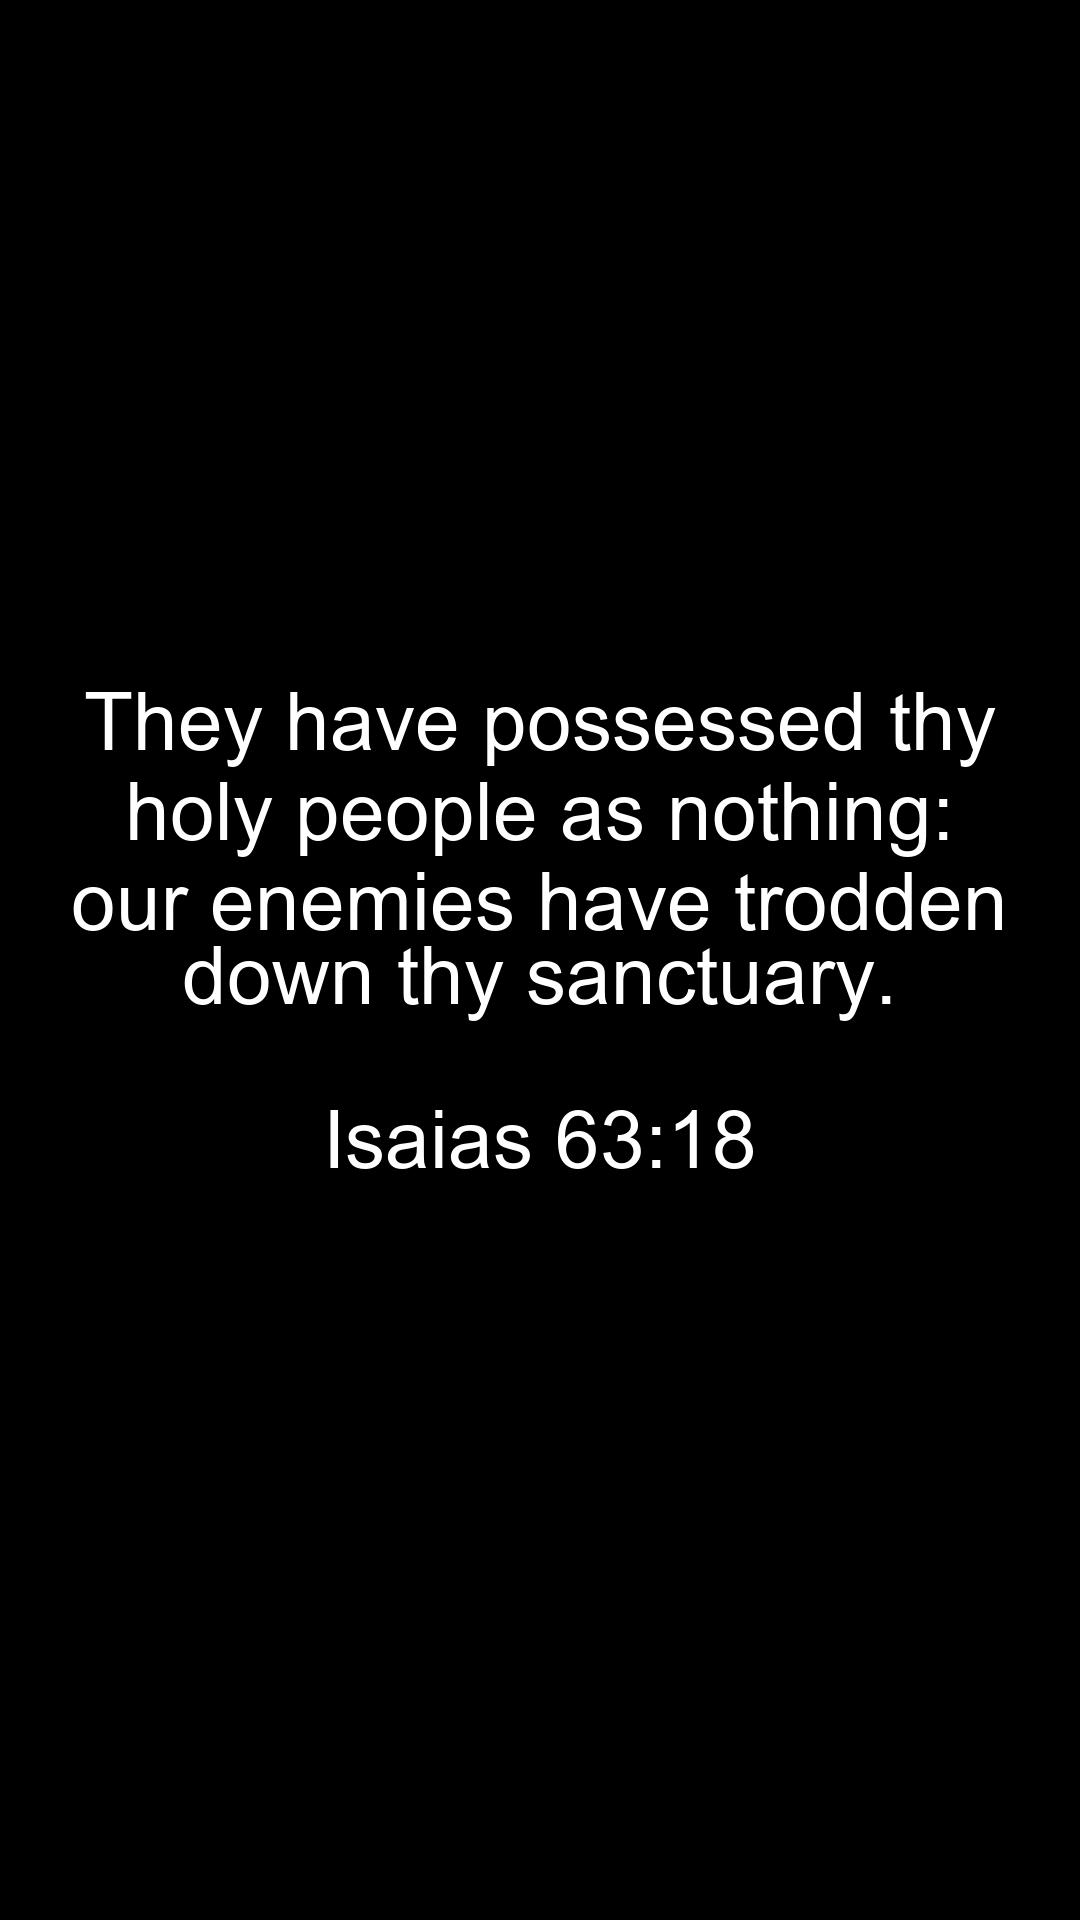 They have possessed thy
holy people as nothing:
our enemies have trodden
down thy sanctuary.
Isaias 63:18